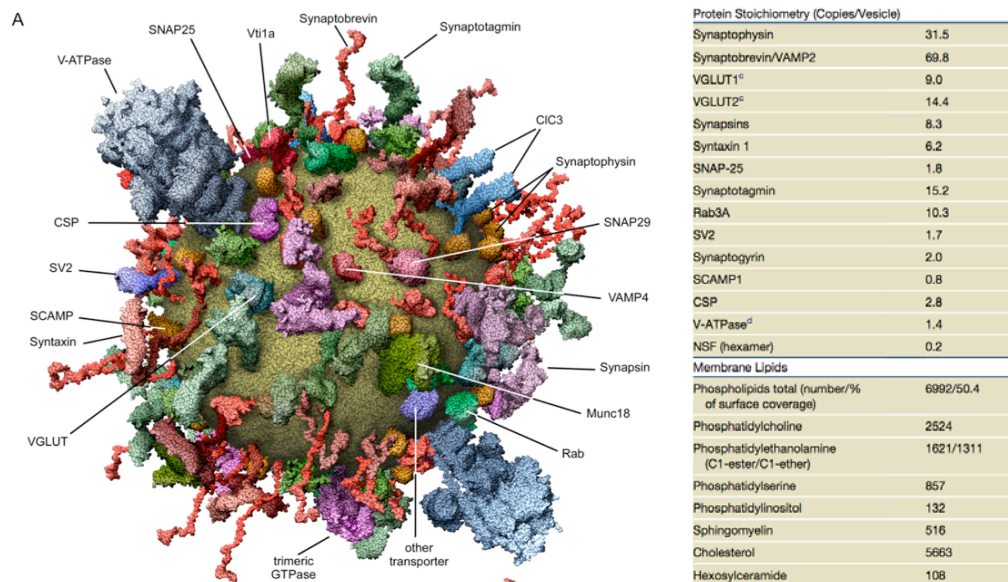 A
Synaptobrevin
SNAP25
Vti1a
Synaptotagmin
V-ATPase
ClC3
Synaptophysin
CSP
SNAP29
SV2
VAMP4
SCAMP
Syntaxin
Synapsin
Munc18
VGLUT
Rab
trimeric
GTPase
other
transporter
Protein Stoichiometry (Copies/Vesicle)
Synaptophysin 31.5
Synaptobrevin/VAMP2 69.8
VGLUT1c 9.0
VGLUT2c 14.4
Synapsins 8.3
Syntaxin 1 6.2
SNAP-25 1.8
Synaptotagmin 15.2
Rab3A 10.3
SV2 1.7
Synaptogyrin 2.0
SCAMP1 0.8
CSP 2.8
V-ATPased 1.4
NSF (hexamer) 0.2
Membrane Lipids
Phospholipids total (number/% 6992/50.4
of surface coverage)
Phosphatidylcholine 2524
Phosphatidylethanolamine 1621/1311
(C1-ester/C1-ether)
Phosphatidylserine 857
Phosphatidylinositol 132
Sphingomyelin 516
Cholesterol 5663
Hexosylceramide 108